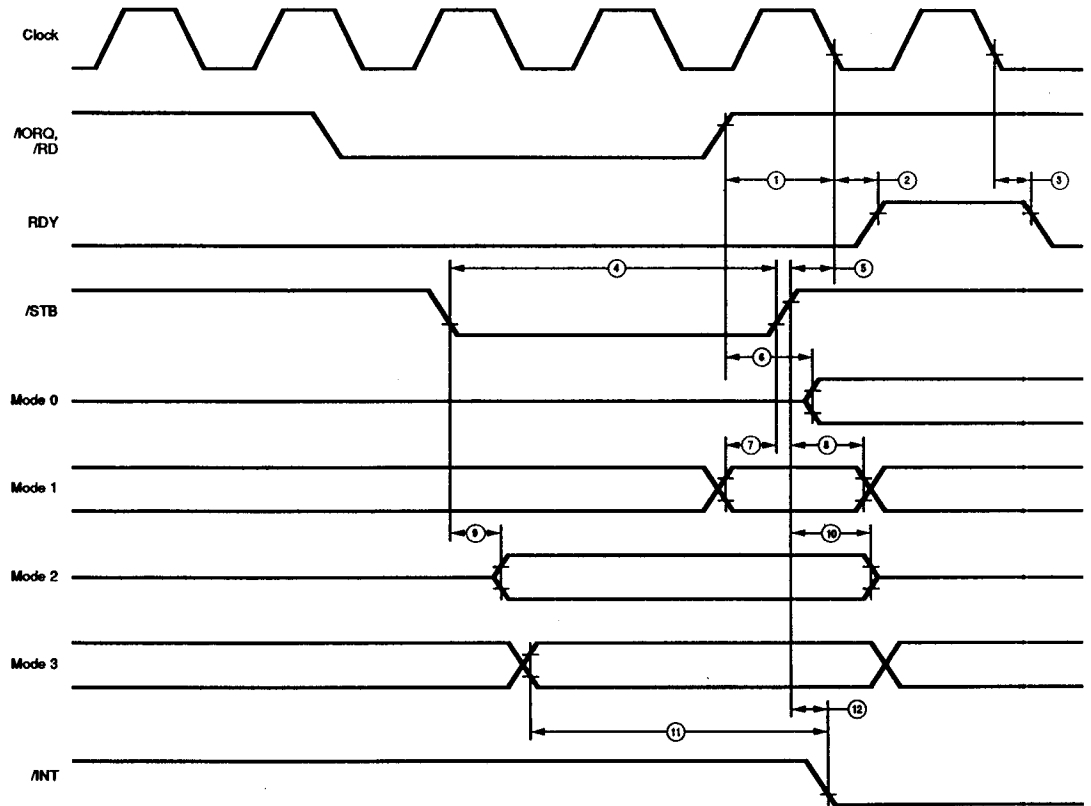 Clock
/IORQ,
/RD
1
2
3
RDY
4
5
/STB
6
Mode 0
7
8
Mode 1
9
10
Mode 2
Mode 3
12
11
/INT